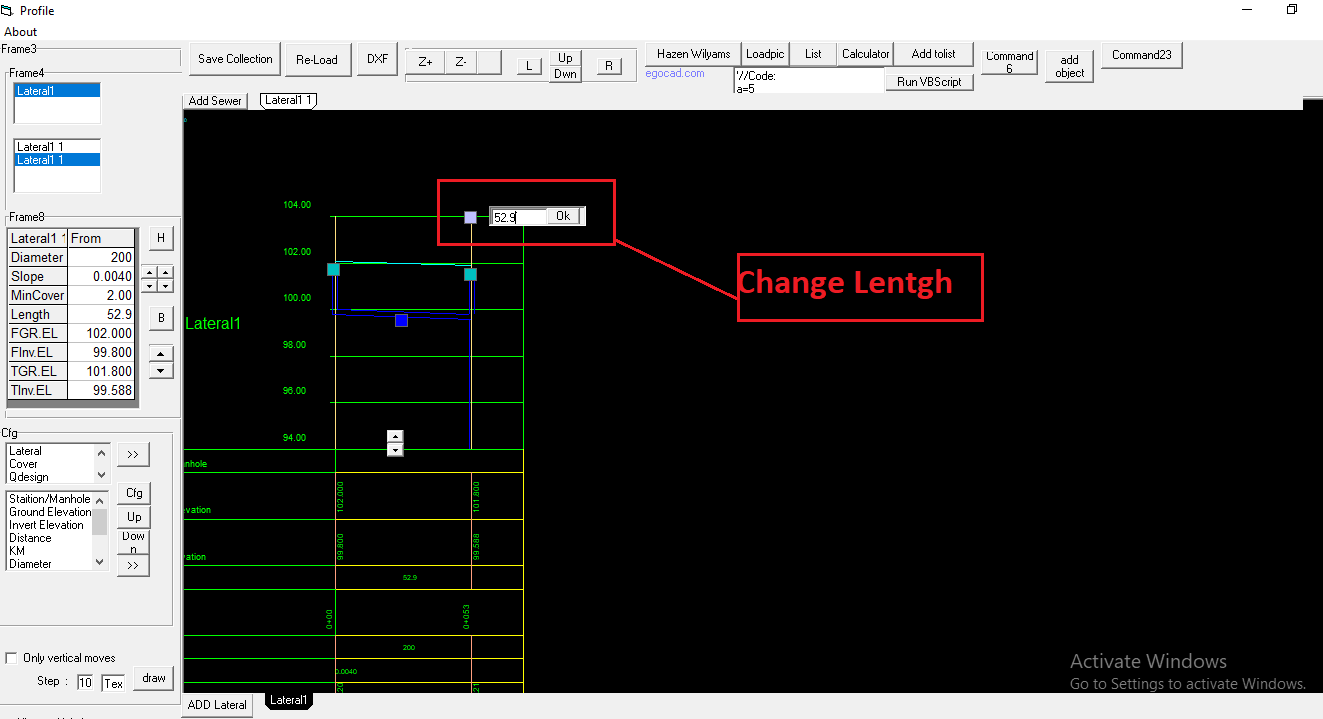 Profile
About
Frame3
Save Collection
Re-Load
DXF
Z+
Z-
L
Up
Dwn
R
Hazen Wilyams
Loadpic
List
Calculator
Add tolist
egocad.com
'//Code:
a=5
Run VBScript
Command
6
add
object
Command23
Frame4
Lateral1
Lateral1 1
Lateral1 1
Add Sewer
Lateral1 1
Frame8
Lateral1 1 From
Diameter 200
Slope 0.0040
MinCover 2.00
Length 52.9
FGR.EL 102.000
FInv.EL 99.800
TGR.EL 101.800
TInv.EL 99.588
H
B
104.00
102.00
100.00
98.00
96.00
94.00
52.9
Ok
Change Lentgh
Lateral1
Cfg
Lateral
Cover
Qdesign
>>
Staition/Manhole
Ground Elevation
Invert Elevation
Distance
KM
Diameter
Cfg
Up
Dow
n
>>
nhole
evation
102.000
101.800
vation
99.800
99.588
52.9
0+00
0+053
200
0.0040
Only vertical moves
Step :
10
Tex
draw
ADD Lateral
Lateral1
Activate Windows
Go to Settings to activate Windows.